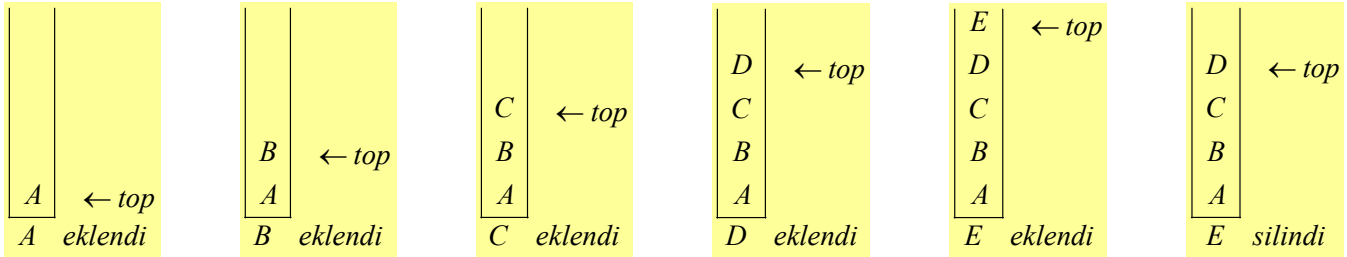 A ← top
A eklendi
B ← top
A
B eklendi
C ← top
B
A
C eklendi
D ← top
C
B
A
D eklendi
E ← top
D
C
B
A
E eklendi
D ← top
C
B
A
E silindi